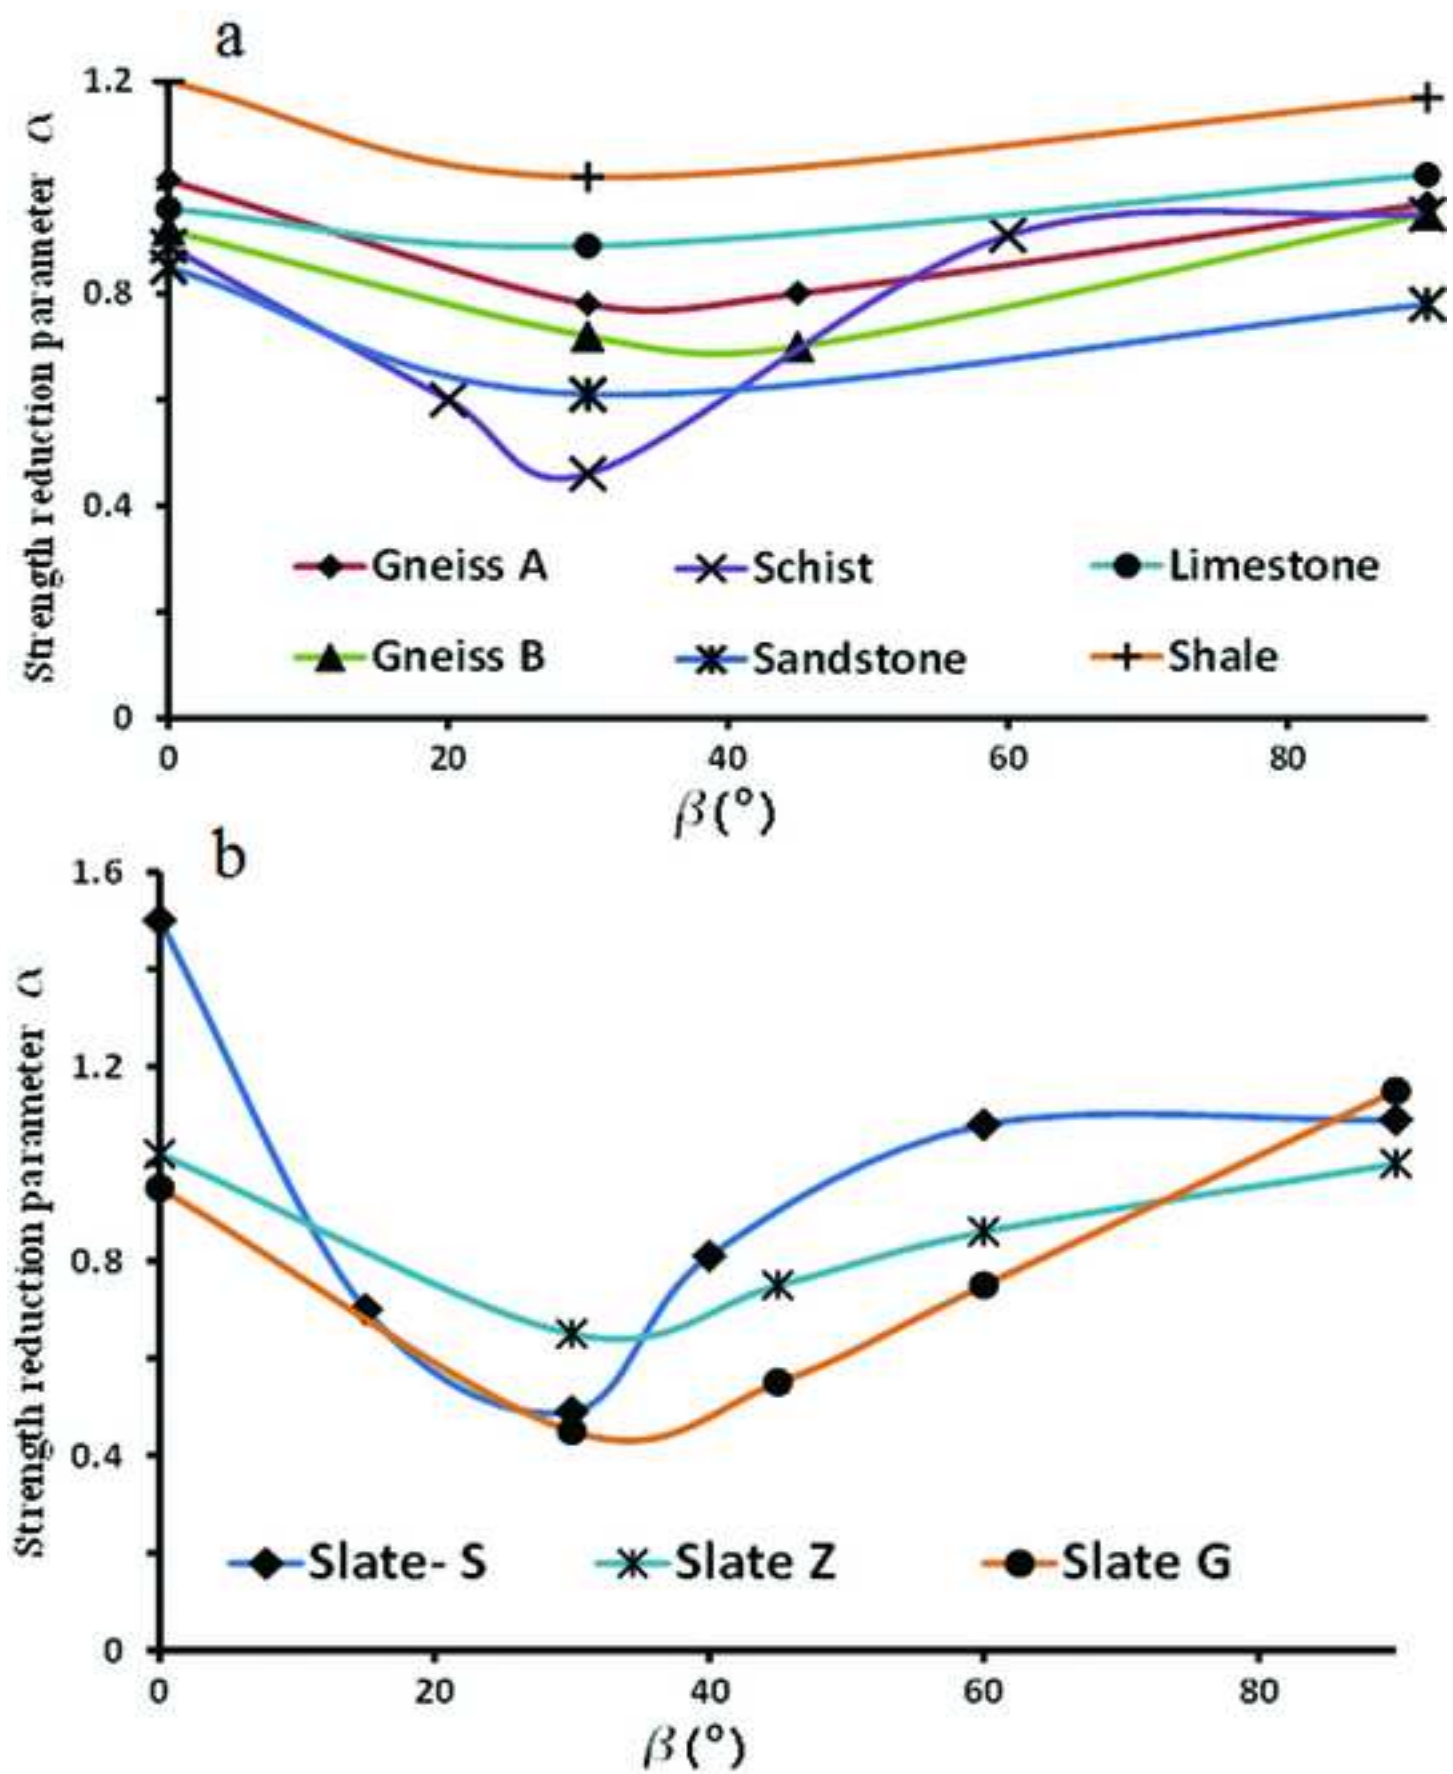 a
Strength reduction parameter α
1.2
0.8
0.4
0
0 20 40 60 80
β(°)
Gneiss A Schist Limestone
Gneiss B Sandstone Shale
b
Strength reduction parameter α
1.6
1.2
0.8
0.4
0
0 20 40 60 80
β(°)
Slate- S Slate Z Slate G